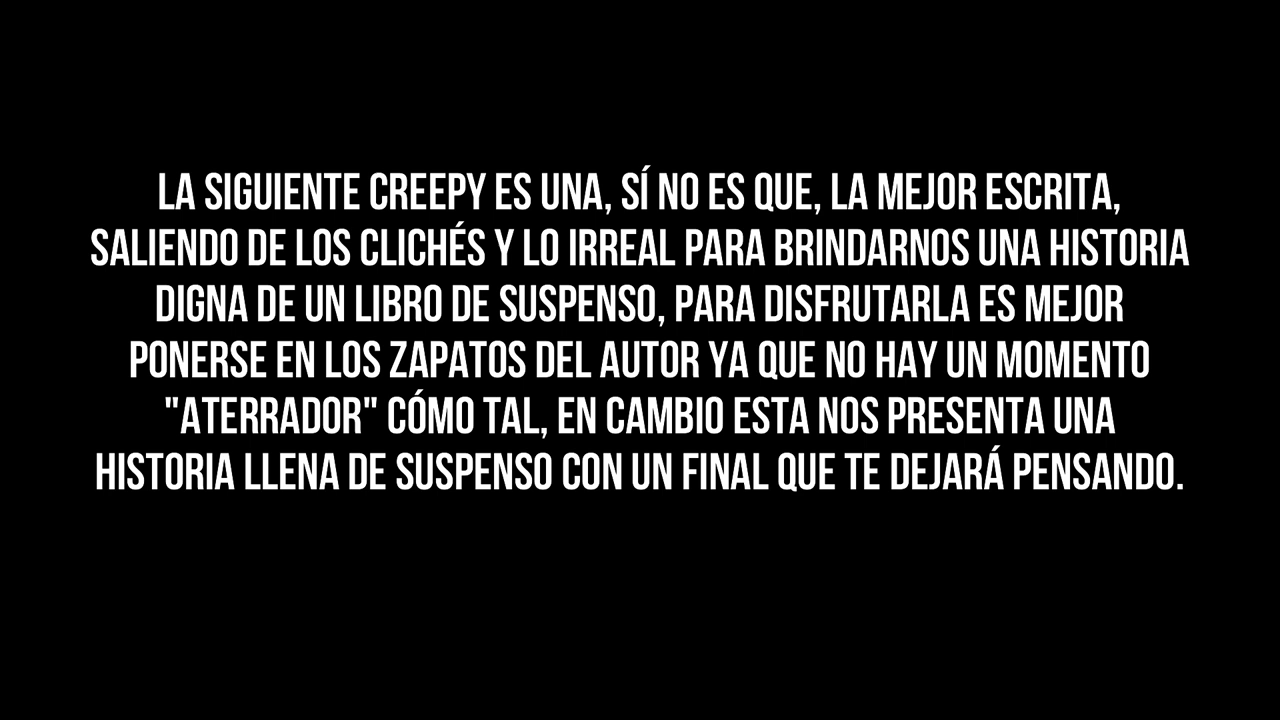 LA SIGUIENTE CREEPY ES UNA, SÍ NO ES QUE, LA MEJOR ESCRITA,
SALIENDO DE LOS CLICHÉS Y LO IRREAL PARA BRINDARNOS UNA HISTORIA
DIGNA DE UN LIBRO DE SUSPENSO, PARA DISFRUTARLA ES MEJOR
PONERSE EN LOS ZAPATOS DEL AUTOR YA QUE NO HAY UN MOMENTO
"ATERRADOR" CÓMO TAL, EN CAMBIO ESTA NOS PRESENTA UNA
HISTORIA LLENA DE SUSPENSO CON UN FINAL QUE TE DEJARÁ PENSANDO.